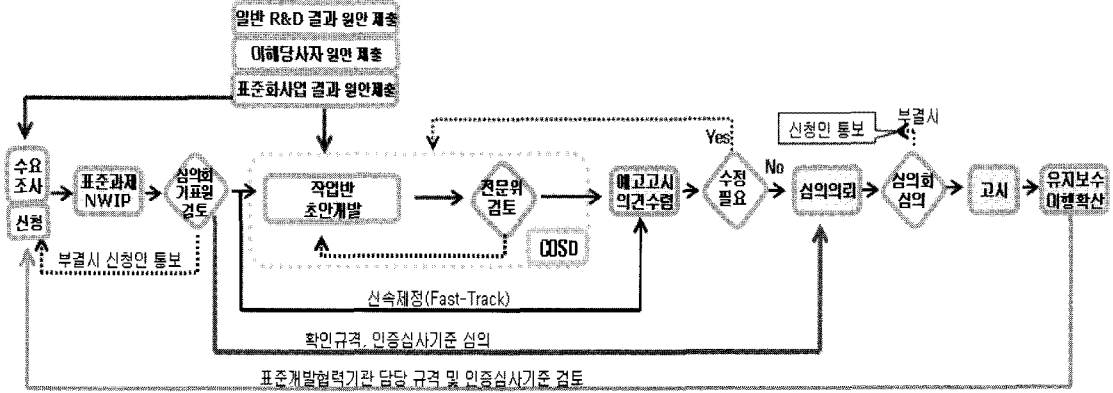 일반 R&D 결과 원안 제출
이해당사자 원안 제출
표준화사업 결과 원안제출
수요
조사
신청
표준과제
NWIP
심의회
기표원
검토
부결시 신청인 통보
작업반
초안개발
전문위
검토
COSD
예고고시
의견수렴
Yes
수정
필요
No
심의의뢰
신청인 통보
부결시
심의회
심의
고시
유지보수
이행확산
신속제정(Fast-Track)
확인규격, 인증심사기준 심의
표준개발협력기관 담당 규격 및 인증심사기준 검토